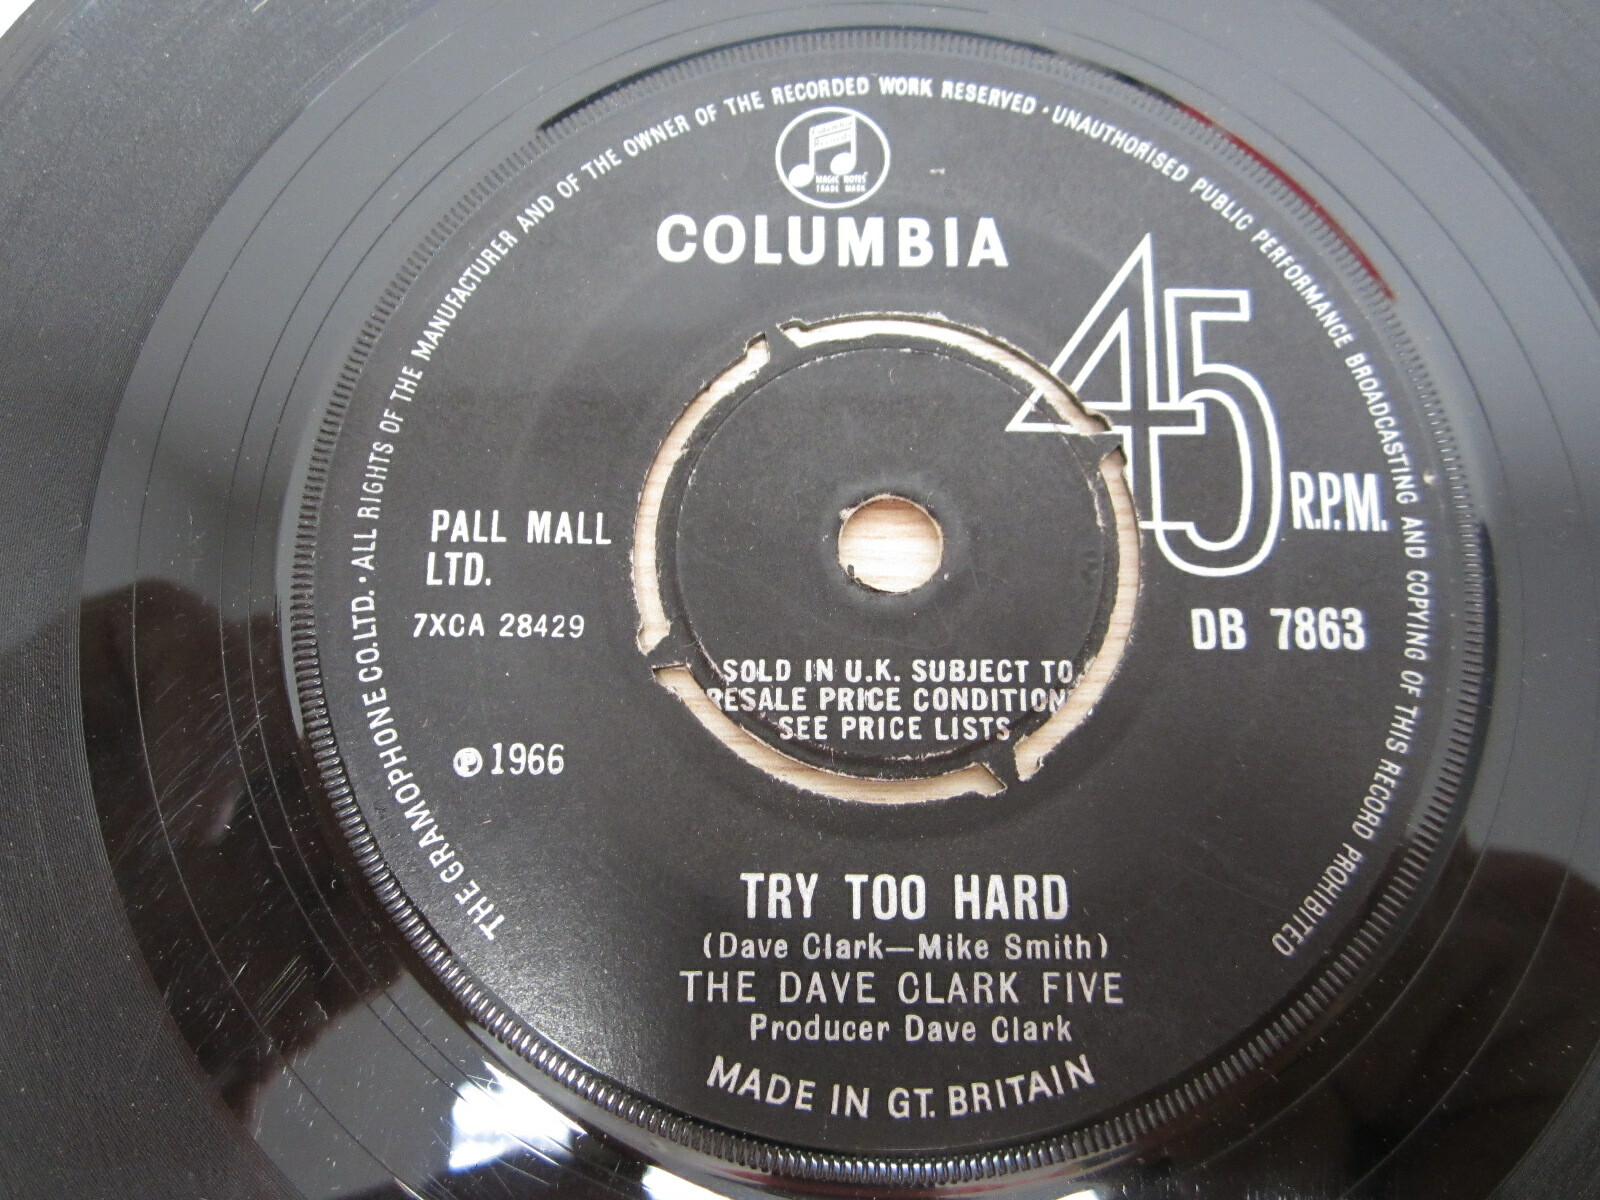 THE GRAMOPHONE CO. LTD. · ALL RIGHTS OF THE MANUFACTURER AND OF THE OWNER OF THE RECORDED WORK RESERVED · UNAUTHORISED PUBLIC PERFORMANCE BROADCASTING AND COPYING OF THIS RECORD PROHIBITED
Columbia
Records
MAGIC NOTES
TRADE MARK
COLUMBIA
45
R.P.M.
PALL MALL
LTD.
7XCA 28429
DB 7863
SOLD IN U.K. SUBJECT TO
RESALE PRICE CONDITION
SEE PRICE LISTS
℗ 1966
TRY TOO HARD
(Dave Clark—Mike Smith)
THE DAVE CLARK FIVE
Producer Dave Clark
MADE IN GT. BRITAIN